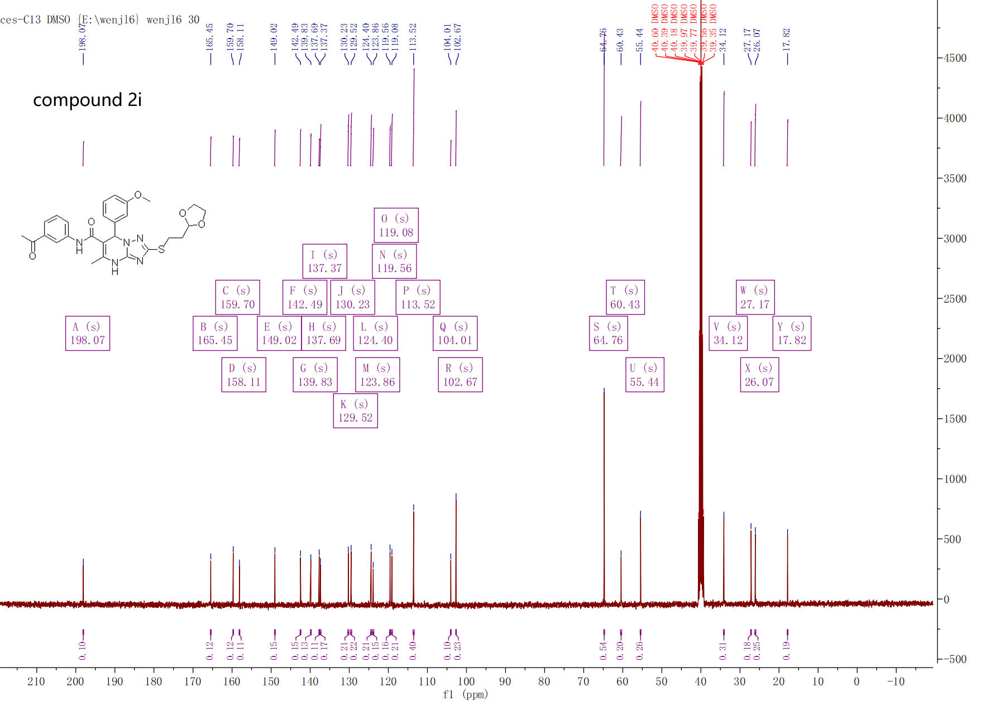 ces-C13 DMSO {E:\wenjl6} wenjl6 30
198.07
165.45
159.70
158.11
149.02
142.49
139.83
137.69
137.37
130.23
129.52
124.40
123.86
119.56
119.08
113.52
104.01
102.67
64.76
60.43
55.44
40.60 DMSO
40.39 DMSO
40.18 DMSO
39.97 DMSO
39.77 DMSO
39.56 DMSO
39.35 DMSO
34.12
27.17
26.07
17.82
compound 2i
O
O
O
O
N
H
O
N
N
N
S
N
H
O (s)
119.08
I (s)
137.37
N (s)
119.56
C (s)
159.70
F (s)
142.49
J (s)
130.23
P (s)
113.52
T (s)
60.43
W (s)
27.17
A (s)
198.07
B (s)
165.45
E (s)
149.02
H (s)
137.69
L (s)
124.40
Q (s)
104.01
S (s)
64.76
V (s)
34.12
Y (s)
17.82
D (s)
158.11
G (s)
139.83
M (s)
123.86
R (s)
102.67
U (s)
55.44
X (s)
26.07
K (s)
129.52
4500
4000
3500
3000
2500
2000
1500
1000
500
0
-500
0.10
0.12
0.12
0.11
0.15
0.15
0.13
0.11
0.17
0.21
0.22
0.21
0.15
0.16
0.21
0.40
0.10
0.23
0.54
0.20
0.26
0.31
0.18
0.25
0.19
210 200 190 180 170 160 150 140 130 120 110 100 90 80 70 60 50 40 30 20 10 0 -10
f1 (ppm)